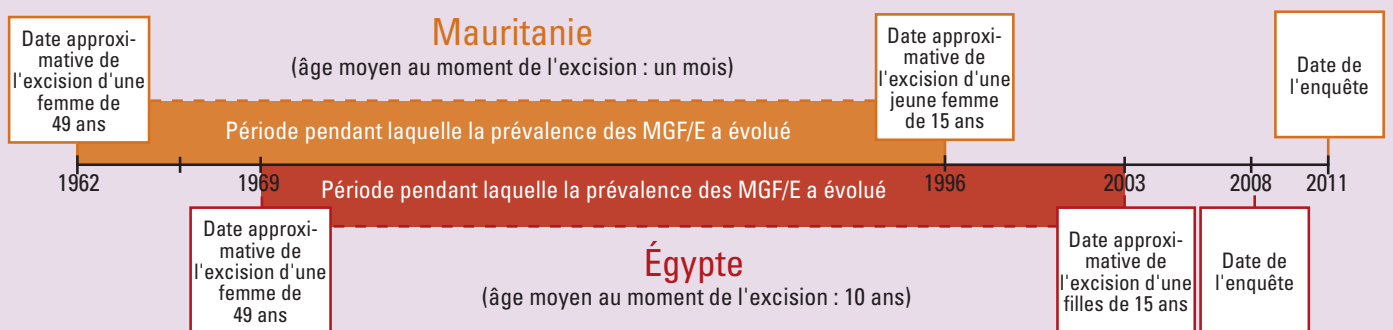 Mauritanie
(âge moyen au moment de l'excision : un mois)
Date approxi-
mative de
l'excision d'une
femme de
49 ans
Date approxi-
mative de
l'excision d'une
jeune femme
de 15 ans
Date de
l'enquête
Période pendant laquelle la prévalence des MGF/E a évolué
1962
1969
1996
2003
2008
2011
Période pendant laquelle la prévalence des MGF/E a évolué
Date approxi-
mative de
l'excision d'une
femme de
49 ans
Égypte
(âge moyen au moment de l'excision : 10 ans)
Date approxi-
mative de
l'excision d'une
filles de 15 ans
Date de
l'enquête